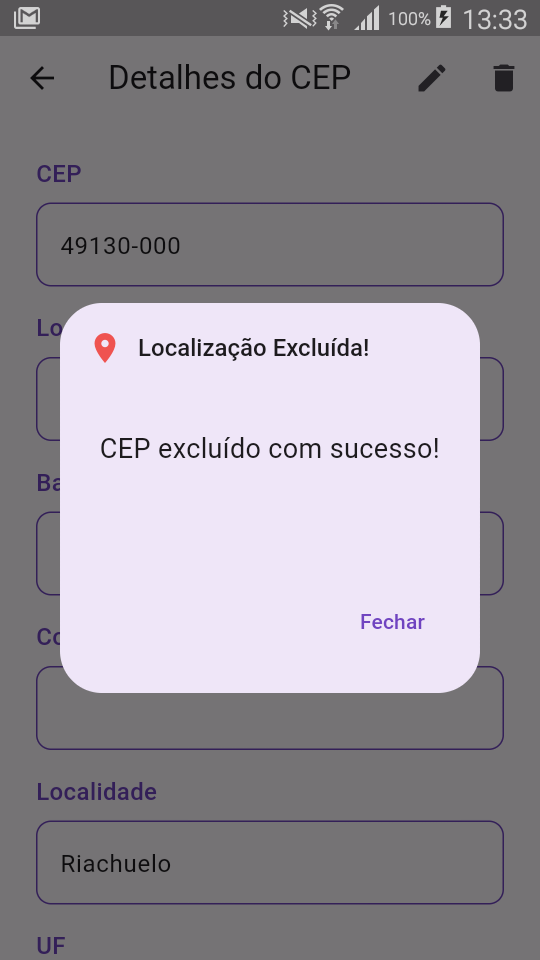 100% 13:33
Detalhes do CEP
CEP
49130-000
Lo
Localização Excluída!
CEP excluído com sucesso!
Ba
Fechar
Co
Localidade
Riachuelo
UF